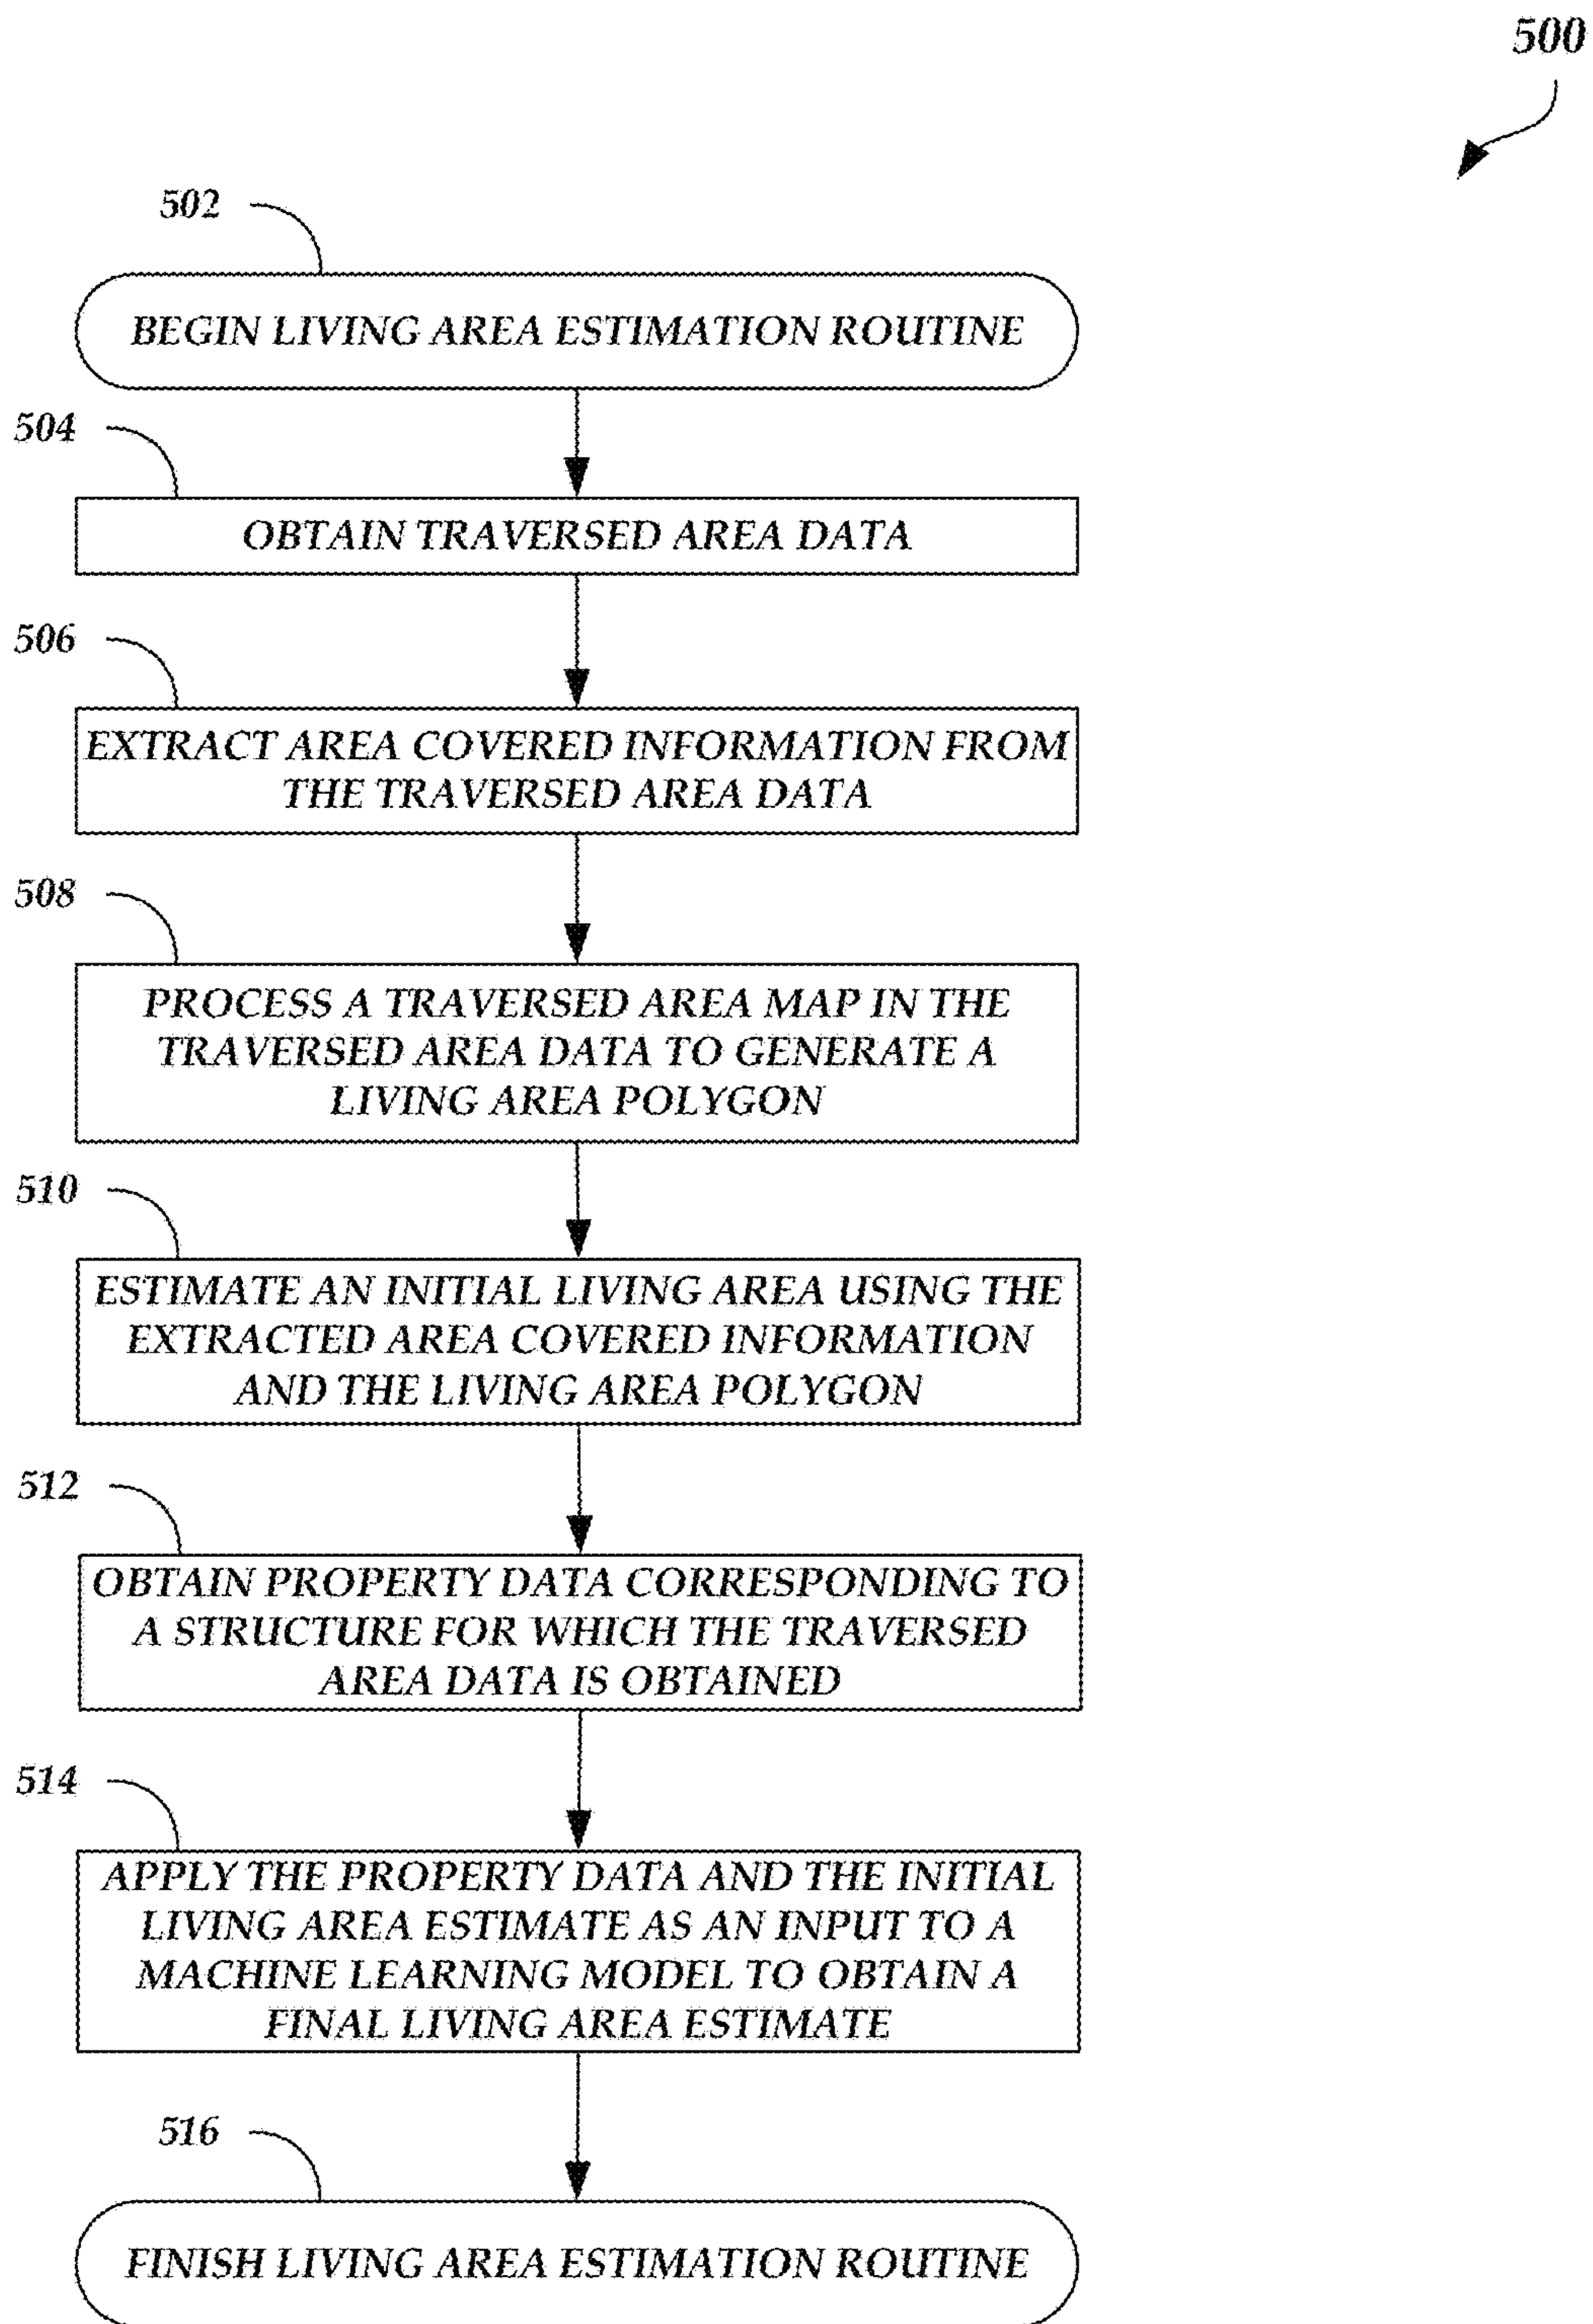 500
502
BEGIN LIVING AREA ESTIMATION ROUTINE
504
OBTAIN TRAVERSED AREA DATA
506
EXTRACT AREA COVERED INFORMATION FROM
THE TRAVERSED AREA DATA
508
PROCESS A TRAVERSED AREA MAP IN THE
TRAVERSED AREA DATA TO GENERATE A
LIVING AREA POLYGON
510
ESTIMATE AN INITIAL LIVING AREA USING THE
EXTRACTED AREA COVERED INFORMATION
AND THE LIVING AREA POLYGON
512
OBTAIN PROPERTY DATA CORRESPONDING TO
A STRUCTURE FOR WHICH THE TRAVERSED
AREA DATA IS OBTAINED
514
APPLY THE PROPERTY DATA AND THE INITIAL
LIVING AREA ESTIMATE AS AN INPUT TO A
MACHINE LEARNING MODEL TO OBTAIN A
FINAL LIVING AREA ESTIMATE
516
FINISH LIVING AREA ESTIMATION ROUTINE